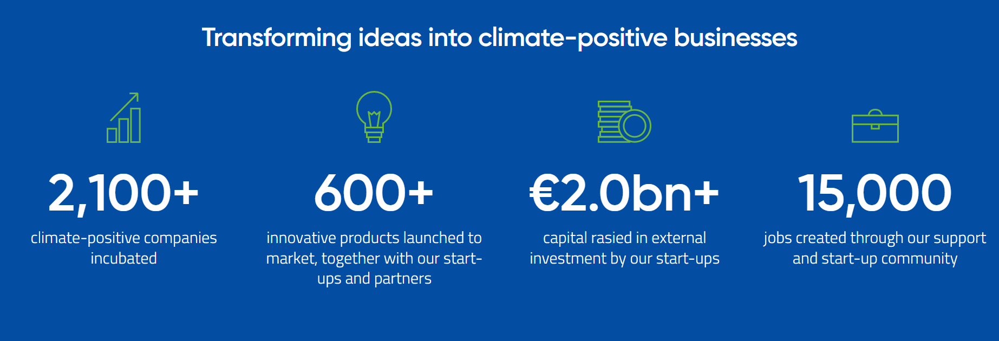 Transforming ideas into climate-positive businesses
2,100+
climate-positive companies
incubated
600+
innovative products launched to
market, together with our start-
ups and partners
€2.0bn+
capital rasied in external
investment by our start-ups
15,000
jobs created through our support
and start-up community